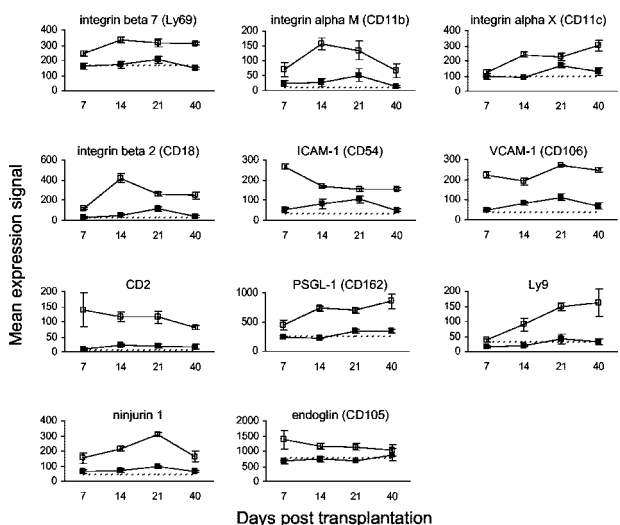 integrin beta 7 (Ly69)
integrin alpha M (CD11b)
integrin alpha X (CD11c)
400
300
200
100
0
7 14 21 40
200
150
100
50
0
7 14 21 40
400
300
200
100
0
7 14 21 40
integrin beta 2 (CD18)
ICAM-1 (CD54)
VCAM-1 (CD106)
600
400
200
0
7 14 21 40
300
200
100
0
7 14 21 40
300
200
100
0
7 14 21 40
CD2
PSGL-1 (CD162)
Ly9
200
150
100
50
0
7 14 21 40
1000
500
0
7 14 21 40
200
150
100
50
0
7 14 21 40
ninjurin 1
endoglin (CD105)
400
300
200
100
0
7 14 21 40
2000
1500
1000
500
0
7 14 21 40
Mean expression signal
Days post transplantation